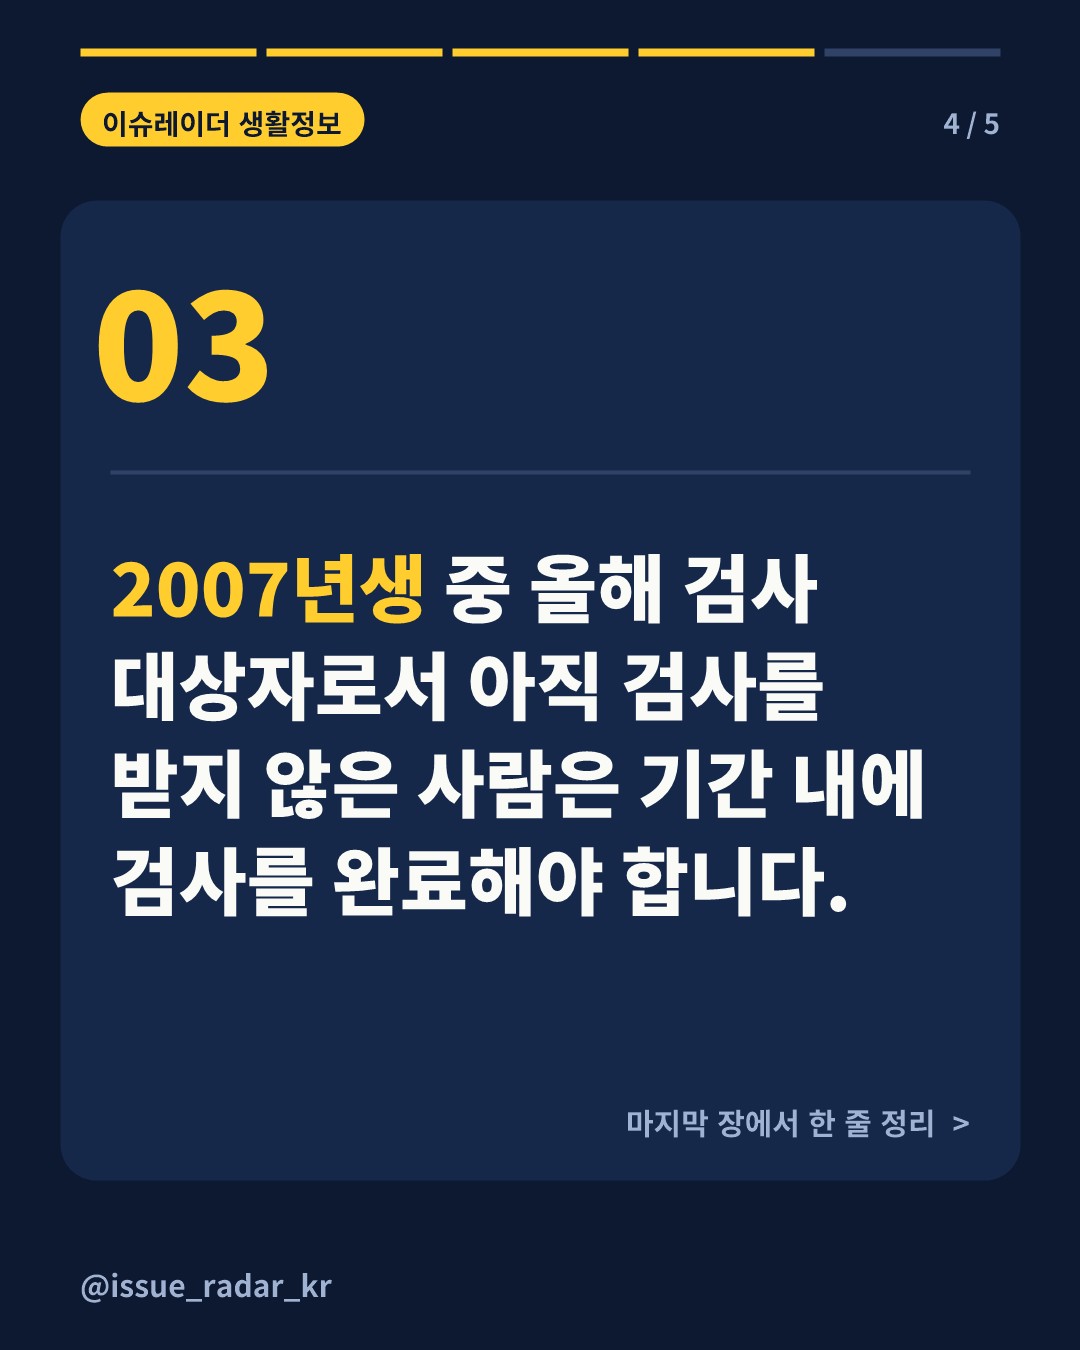 이슈레이더 생활정보
4 / 5
03
2007년생 중 올해 검사
대상자로서 아직 검사를
받지 않은 사람은 기간 내에
검사를 완료해야 합니다.
마지막 장에서 한 줄 정리 >
@issue_radar_kr